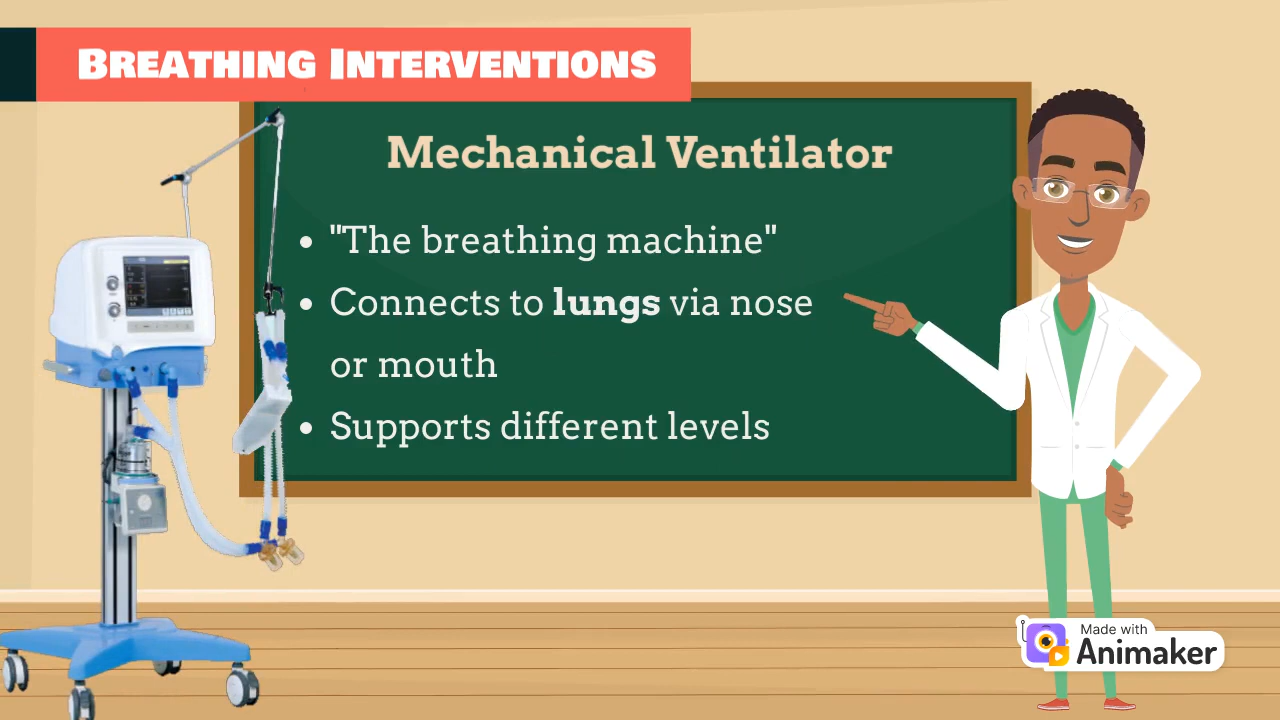 Breathing Interventions
Mechanical Ventilator
• "The breathing machine"
• Connects to lungs via nose
or mouth
• Supports different levels
Made with
Animaker